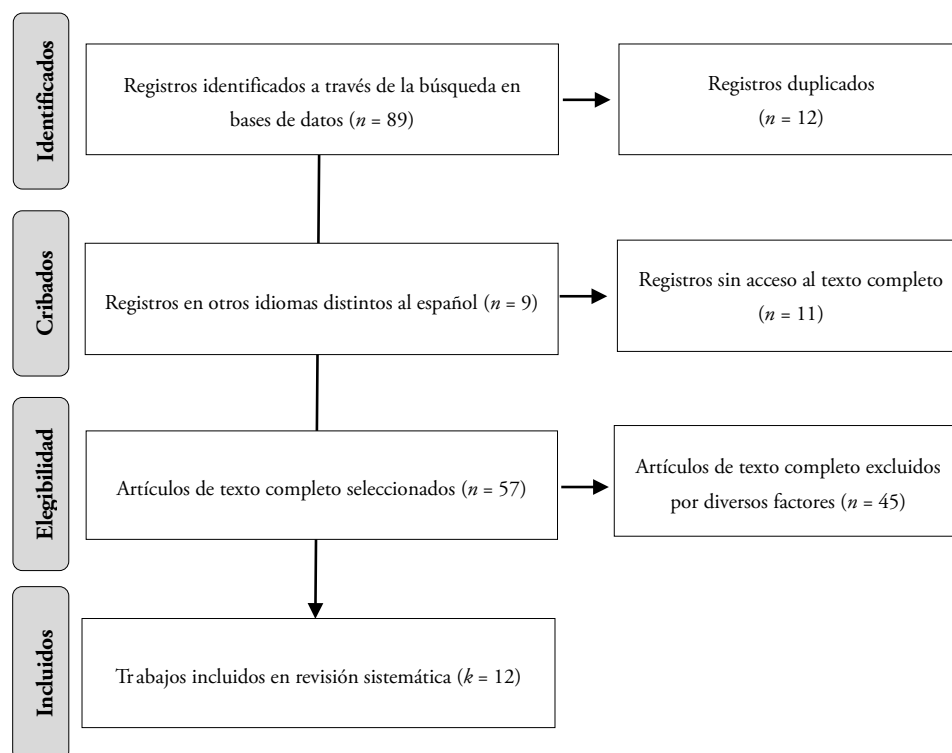 Identificados
Registros identificados a través de la búsqueda en
bases de datos (n = 89)
Registros duplicados
(n = 12)
Cribados
Registros en otros idiomas distintos al español (n = 9)
Registros sin acceso al texto completo
(n = 11)
Elegibilidad
Artículos de texto completo seleccionados (n = 57)
Artículos de texto completo excluidos
por diversos factores (n = 45)
Incluidos
Trabajos incluidos en revisión sistemática (k = 12)